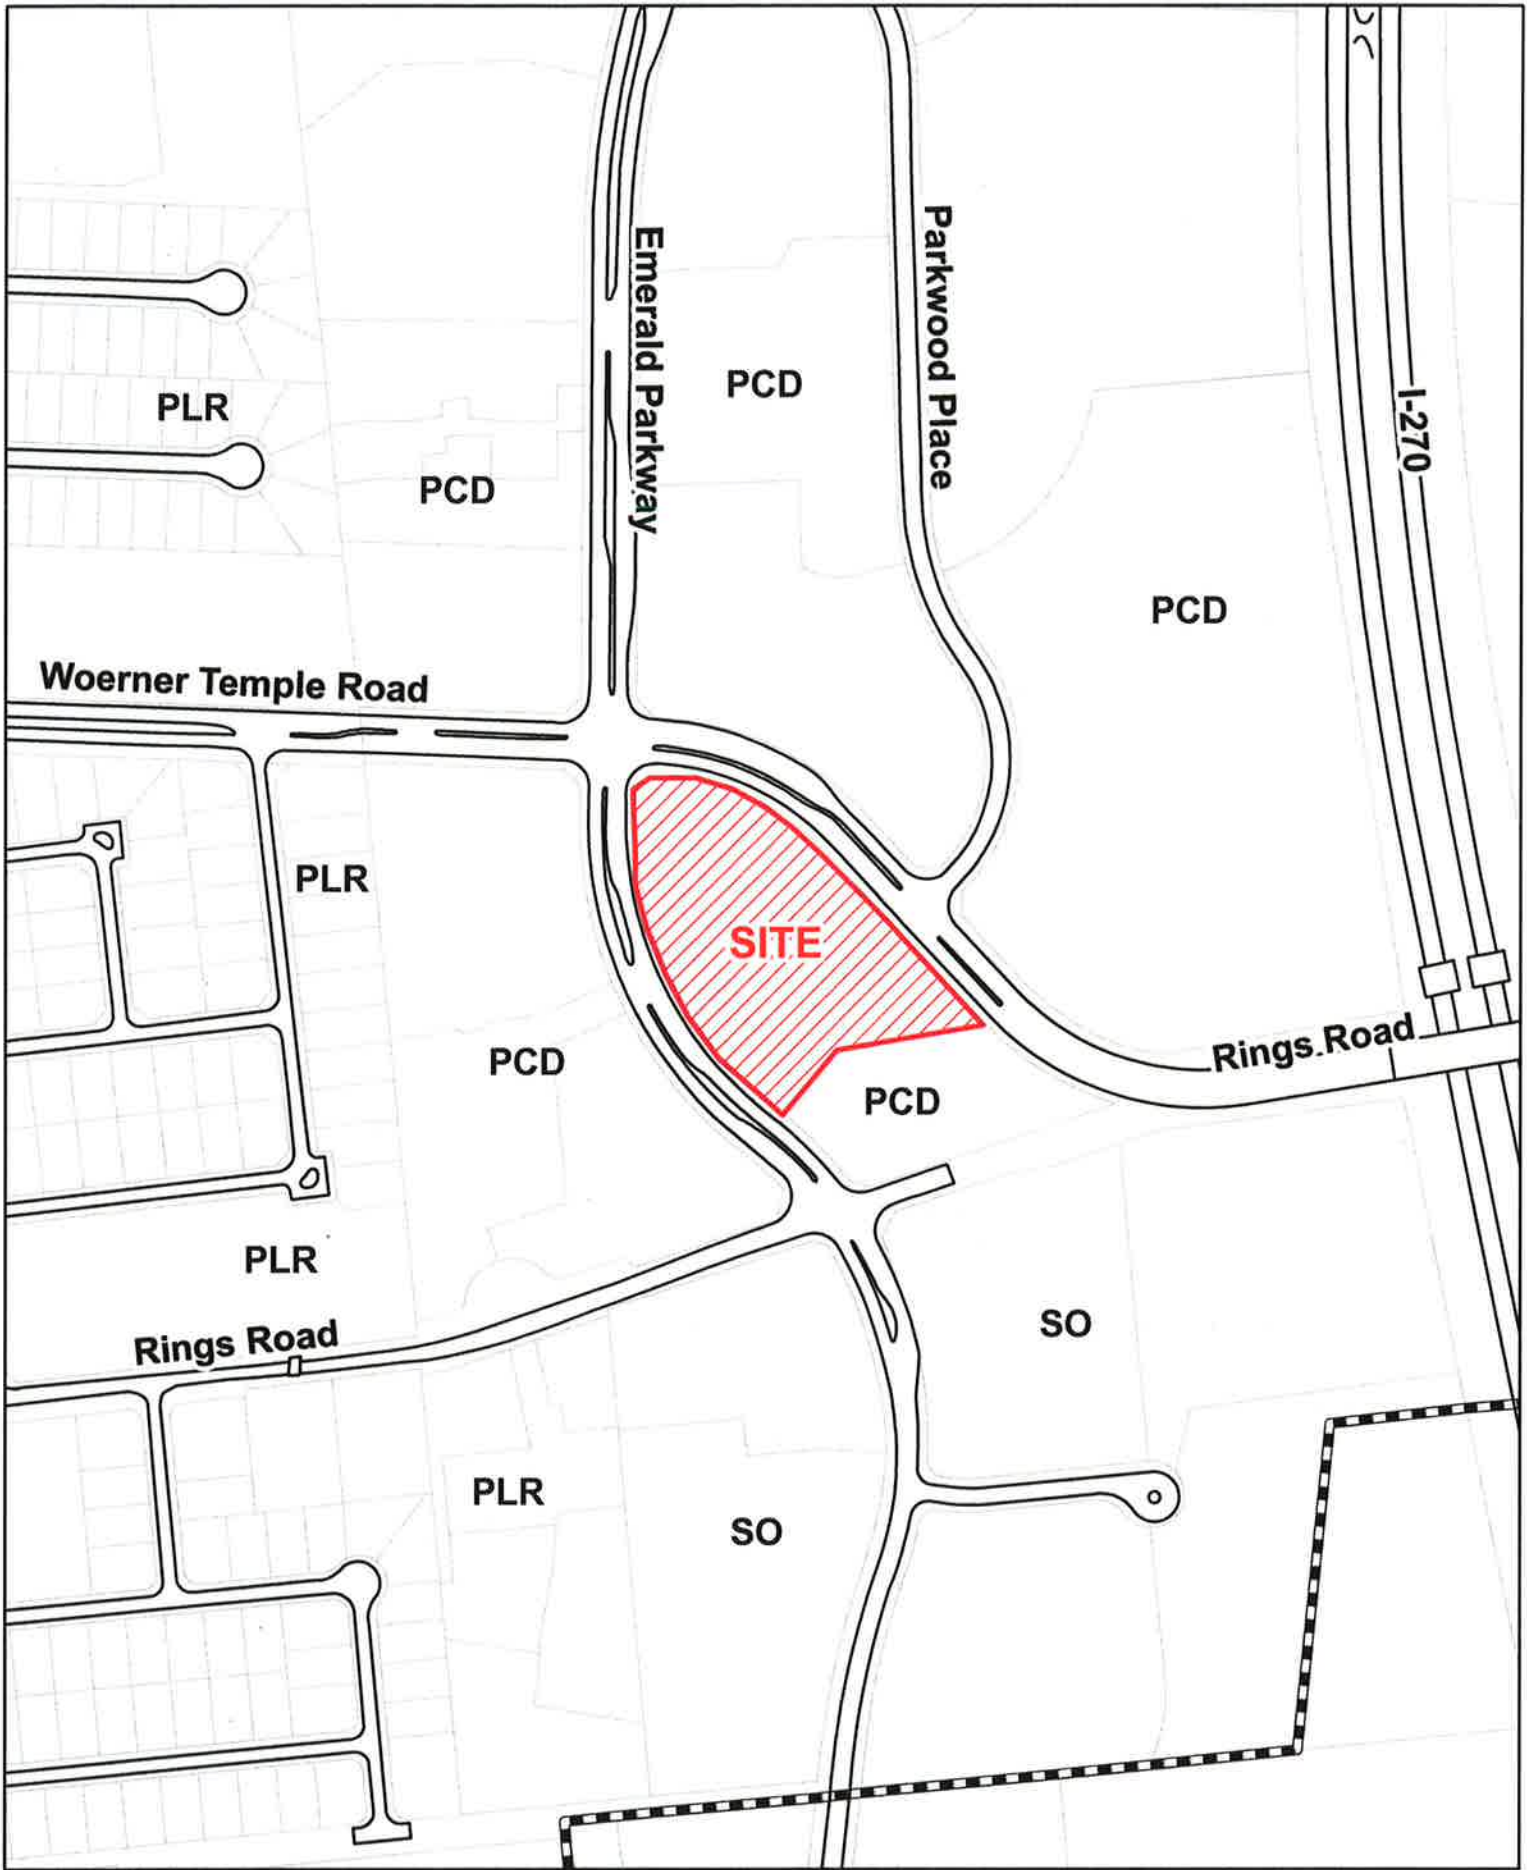 Emerald Parkway
Parkwood Place
PCD
I-270
PLR
PCD
PCD
Woerner Temple Road
PLR
SITE
Rings Road
PCD
PCD
PLR
SO
Rings Road
PLR
SO